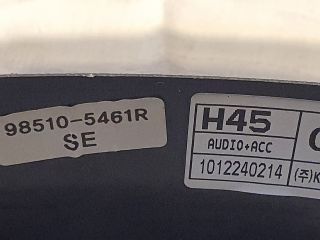 98510-5461R
SE
H45
AUDIO+ACC
1012240214
(주)K